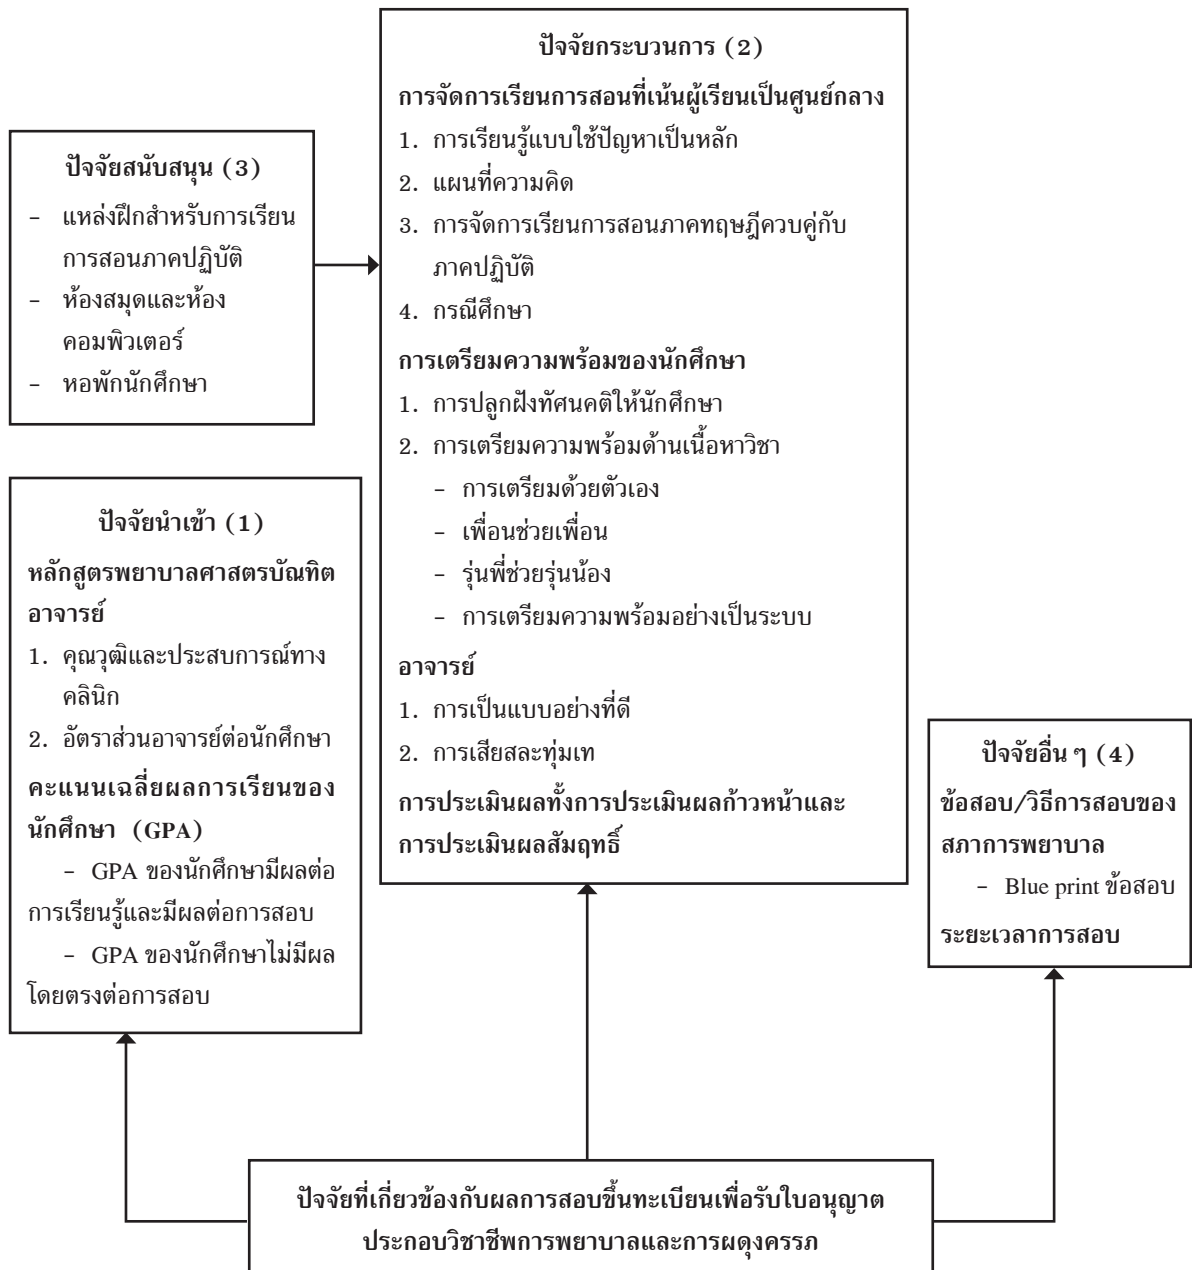 ปัจจัยกระบวนการ (2)
การจัดการเรียนการสอนที่เน้นผู้เรียนเป็นศูนย์กลาง
1. การเรียนรู้แบบใช้ปัญหาเป็นหลัก
2. แผนที่ความคิด
3. การจัดการเรียนการสอนภาคทฤษฎีควบคู่กับ
ภาคปฏิบัติ
4. กรณีศึกษา
การเตรียมความพร้อมของนักศึกษา
1. การปลูกฝังทัศนคติให้นักศึกษา
2. การเตรียมความพร้อมด้านเนื้อหาวิชา
- การเตรียมด้วยตัวเอง
- เพื่อนช่วยเพื่อน
- รุ่นพี่ช่วยรุ่นน้อง
- การเตรียมความพร้อมอย่างเป็นระบบ
อาจารย์
1. การเป็นแบบอย่างที่ดี
2. การเสียสละทุ่มเท
การประเมินผลทั้งการประเมินผลก้าวหน้าและ
การประเมินผลสัมฤทธิ์
ปัจจัยสนับสนุน (3)
- แหล่งฝึกสำหรับการเรียน
การสอนภาคปฏิบัติ
- ห้องสมุดและห้อง
คอมพิวเตอร์
- หอพักนักศึกษา
ปัจจัยนำเข้า (1)
หลักสูตรพยาบาลศาสตรบัณฑิต
อาจารย์
1. คุณวุฒิและประสบการณ์ทาง
คลินิก
2. อัตราส่วนอาจารย์ต่อนักศึกษา
คะแนนเฉลี่ยผลการเรียนของ
นักศึกษา (GPA)
- GPA ของนักศึกษามีผลต่อ
การเรียนรู้และมีผลต่อการสอบ
- GPA ของนักศึกษาไม่มีผล
โดยตรงต่อการสอบ
ปัจจัยอื่น ๆ (4)
ข้อสอบ/วิธีการสอบของ
สภาการพยาบาล
- Blue print ข้อสอบ
ระยะเวลาการสอบ
ปัจจัยที่เกี่ยวข้องกับผลการสอบขึ้นทะเบียนเพื่อรับใบอนุญาต
ประกอบวิชาชีพการพยาบาลและการผดุงครรภ